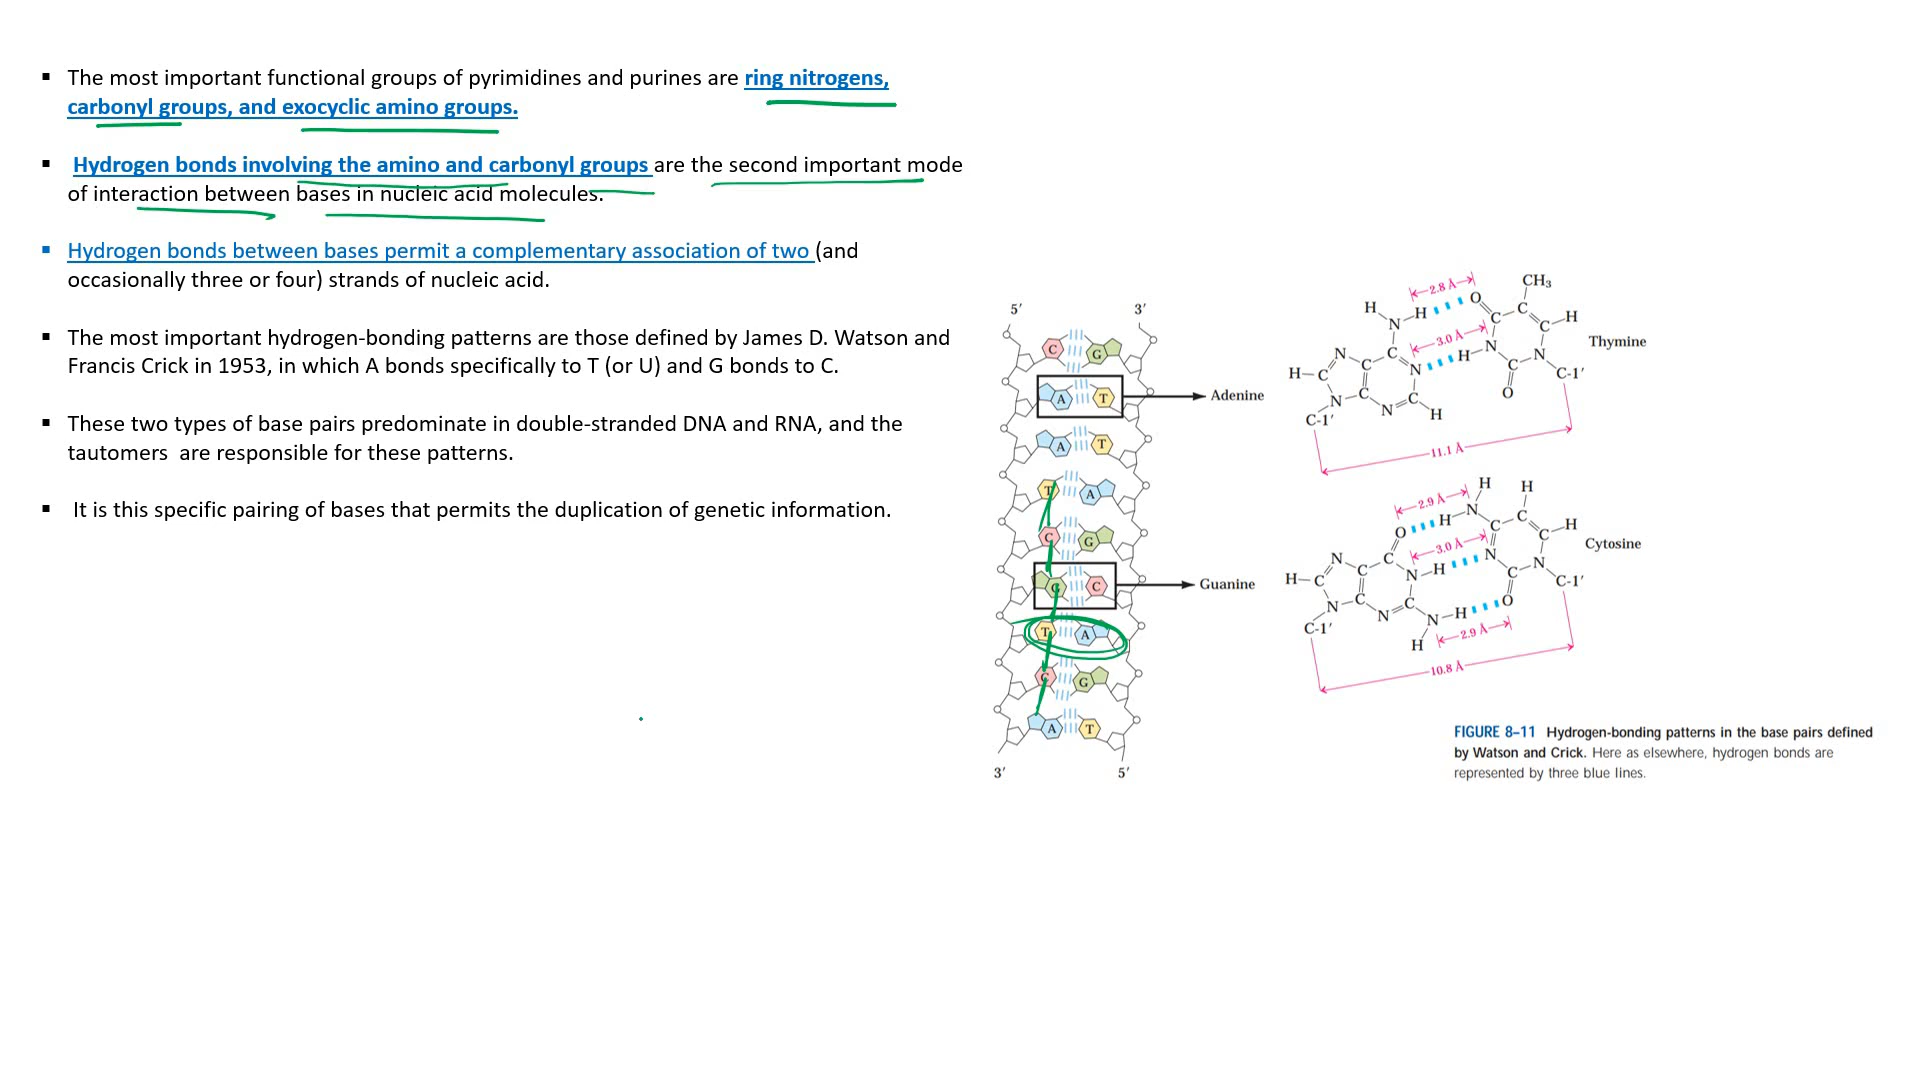 ▪ The most important functional groups of pyrimidines and purines are ring nitrogens,
carbonyl groups, and exocyclic amino groups.
▪ Hydrogen bonds involving the amino and carbonyl groups are the second important mode
of interaction between bases in nucleic acid molecules.
▪ Hydrogen bonds between bases permit a complementary association of two (and
occasionally three or four) strands of nucleic acid.
▪ The most important hydrogen-bonding patterns are those defined by James D. Watson and
Francis Crick in 1953, in which A bonds specifically to T (or U) and G bonds to C.
▪ These two types of base pairs predominate in double-stranded DNA and RNA, and the
tautomers are responsible for these patterns.
▪ It is this specific pairing of bases that permits the duplication of genetic information.
5′ 3′
C G
A T
Adenine
A T
T A
C G
G C
Guanine
T A
C G
A T
3′ 5′
2.8 Å
CH3
H H O
N C C H
3.0 Å
C
Thymine
N C C N H N
H C C N C N C-1′
N C N C H O
C-1′
11.1 Å
2.9 Å H H
H N C
O C C H
3.0 Å
Cytosine
N C C N H N N
H C C N C N H C C-1′
N C N H O
C-1′ H 2.9 Å
10.8 Å
FIGURE 8–11 Hydrogen-bonding patterns in the base pairs defined
by Watson and Crick. Here as elsewhere, hydrogen bonds are
represented by three blue lines.